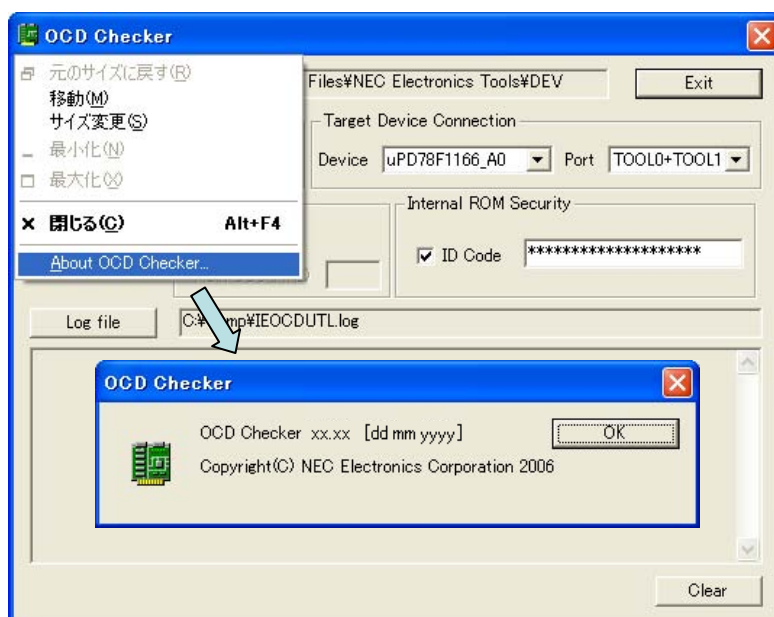 OCD Checker
元のサイズに戻す(R)
移動(M)
サイズ変更(S)
最小化(N)
最大化(X)
閉じる(C) Alt+F4
About OCD Checker...
Files¥NEC Electronics Tools¥DEV
Exit
Target Device Connection
Device uPD78F1166_A0 Port TOOL0+TOOL1
Internal ROM Security
ID Code ********************
Log file
IEOCDUTL.log
OCD Checker
OCD Checker xx.xx [dd mm yyyy]
OK
Copyright(C) NEC Electronics Corporation 2006
Clear